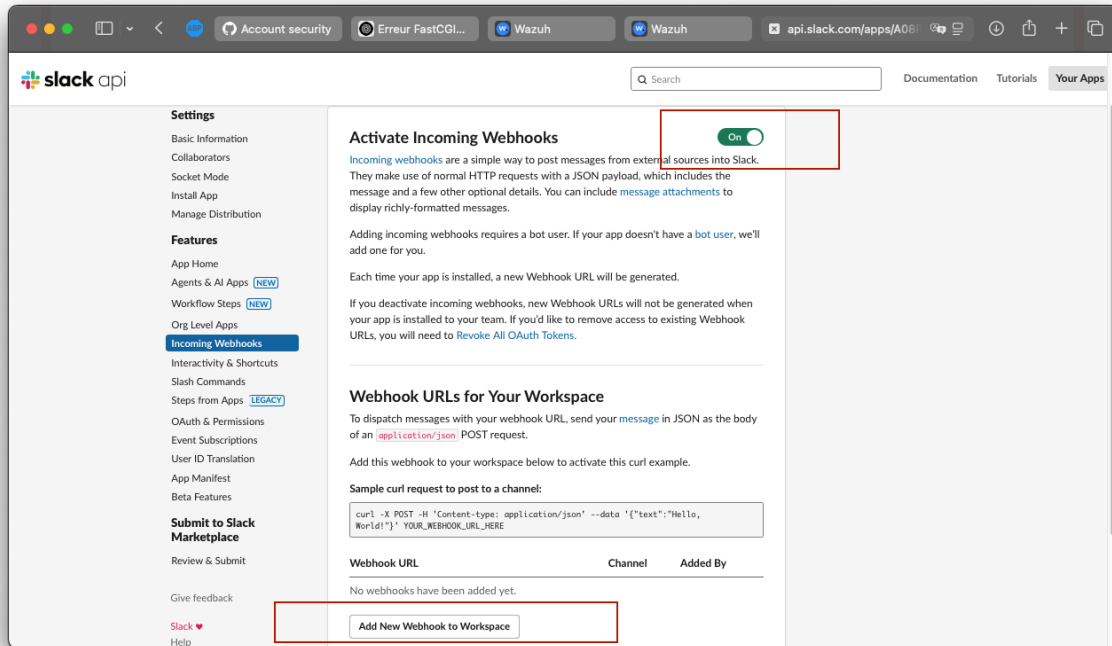 ABP
Account security
Erreur FastCGI...
Wazuh
Wazuh
api.slack.com/apps/A08
slack api
Search
Documentation
Tutorials
Your Apps
Settings
Basic Information
Collaborators
Socket Mode
Install App
Manage Distribution
Features
App Home
Agents & AI Apps NEW
Workflow Steps NEW
Org Level Apps
Incoming Webhooks
Interactivity & Shortcuts
Slash Commands
Steps from Apps LEGACY
OAuth & Permissions
Event Subscriptions
User ID Translation
App Manifest
Beta Features
Submit to Slack
Marketplace
Review & Submit
Give feedback
Slack ♥
Help
Activate Incoming Webhooks
On
Incoming webhooks are a simple way to post messages from external sources into Slack.
They make use of normal HTTP requests with a JSON payload, which includes the
message and a few other optional details. You can include message attachments to
display richly-formatted messages.
Adding incoming webhooks requires a bot user. If your app doesn't have a bot user, we'll
add one for you.
Each time your app is installed, a new Webhook URL will be generated.
If you deactivate incoming webhooks, new Webhook URLs will not be generated when
your app is installed to your team. If you'd like to remove access to existing Webhook
URLs, you will need to Revoke All OAuth Tokens.
Webhook URLs for Your Workspace
To dispatch messages with your webhook URL, send your message in JSON as the body
of an application/json POST request.
Add this webhook to your workspace below to activate this curl example.
Sample curl request to post to a channel:
curl -X POST -H 'Content-type: application/json' --data '{"text":"Hello,
World!"}' YOUR_WEBHOOK_URL_HERE
Webhook URL
Channel
Added By
No webhooks have been added yet.
Add New Webhook to Workspace